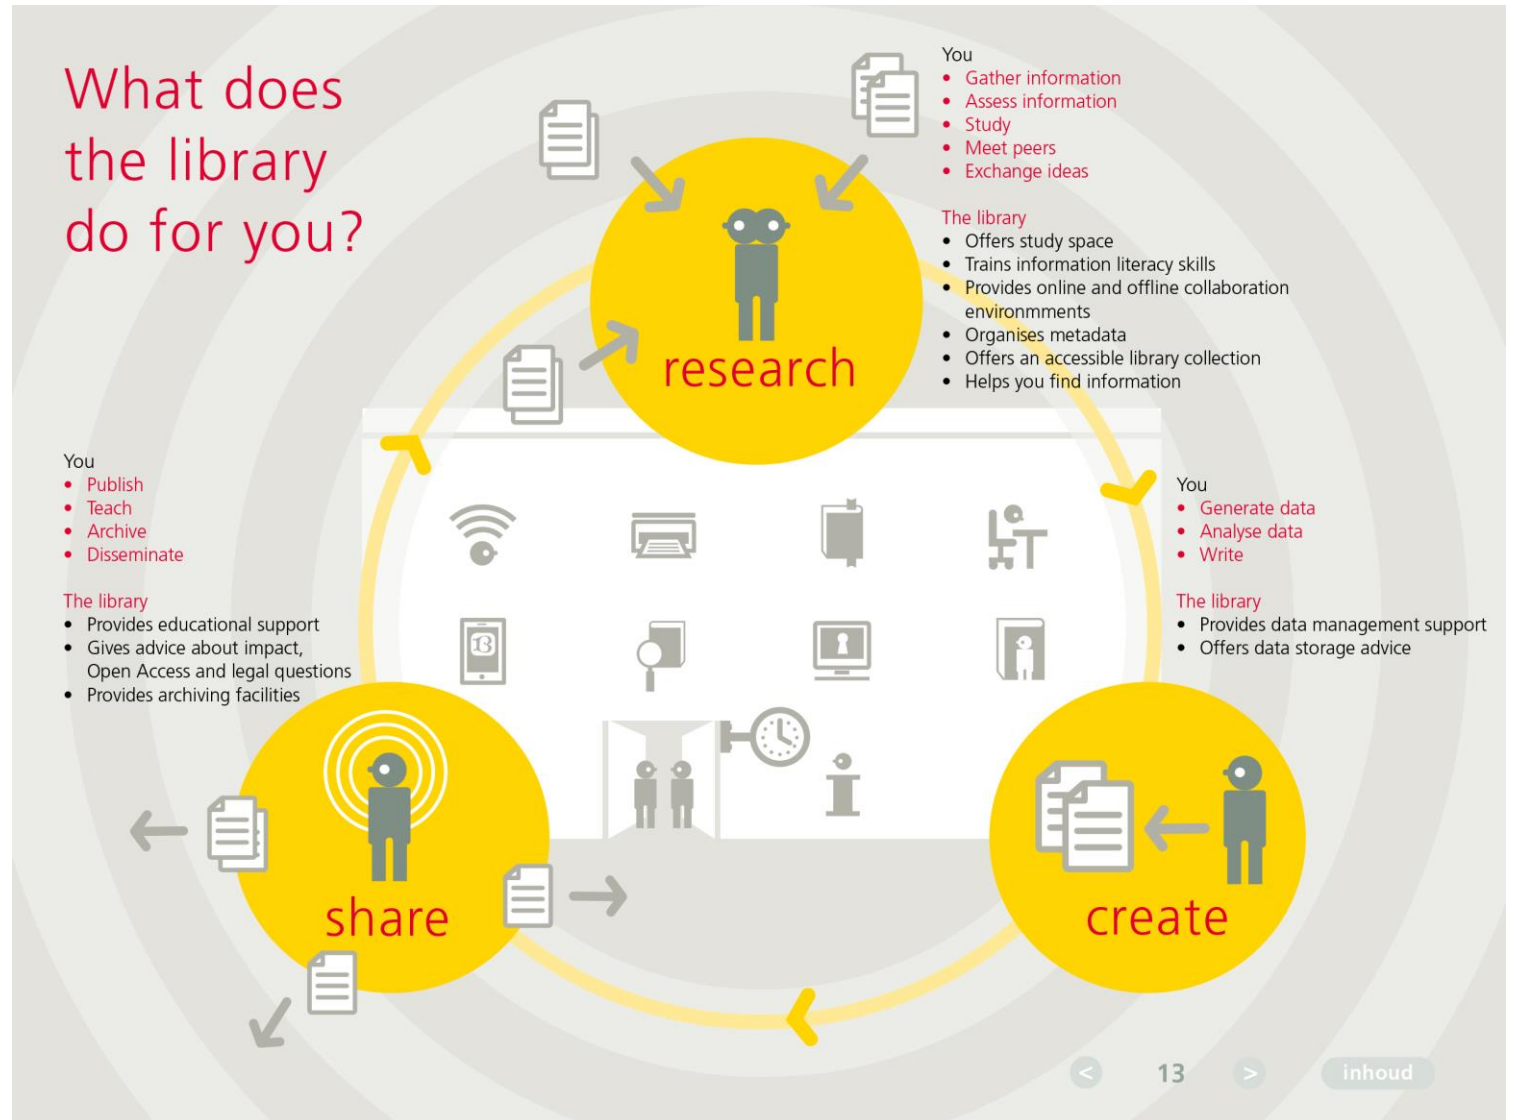 What does
the library
do for you?
You
• Gather information
• Assess information
• Study
• Meet peers
• Exchange ideas
The library
• Offers study space
• Trains information literacy skills
• Provides online and offline collaboration
environmments
• Organises metadata
• Offers an accessible library collection
• Helps you find information
research
You
• Publish
• Teach
• Archive
• Disseminate
The library
• Provides educational support
• Gives advice about impact,
Open Access and legal questions
• Provides archiving facilities
You
• Generate data
• Analyse data
• Write
The library
• Provides data management support
• Offers data storage advice
share
create
< 13 > inhoud